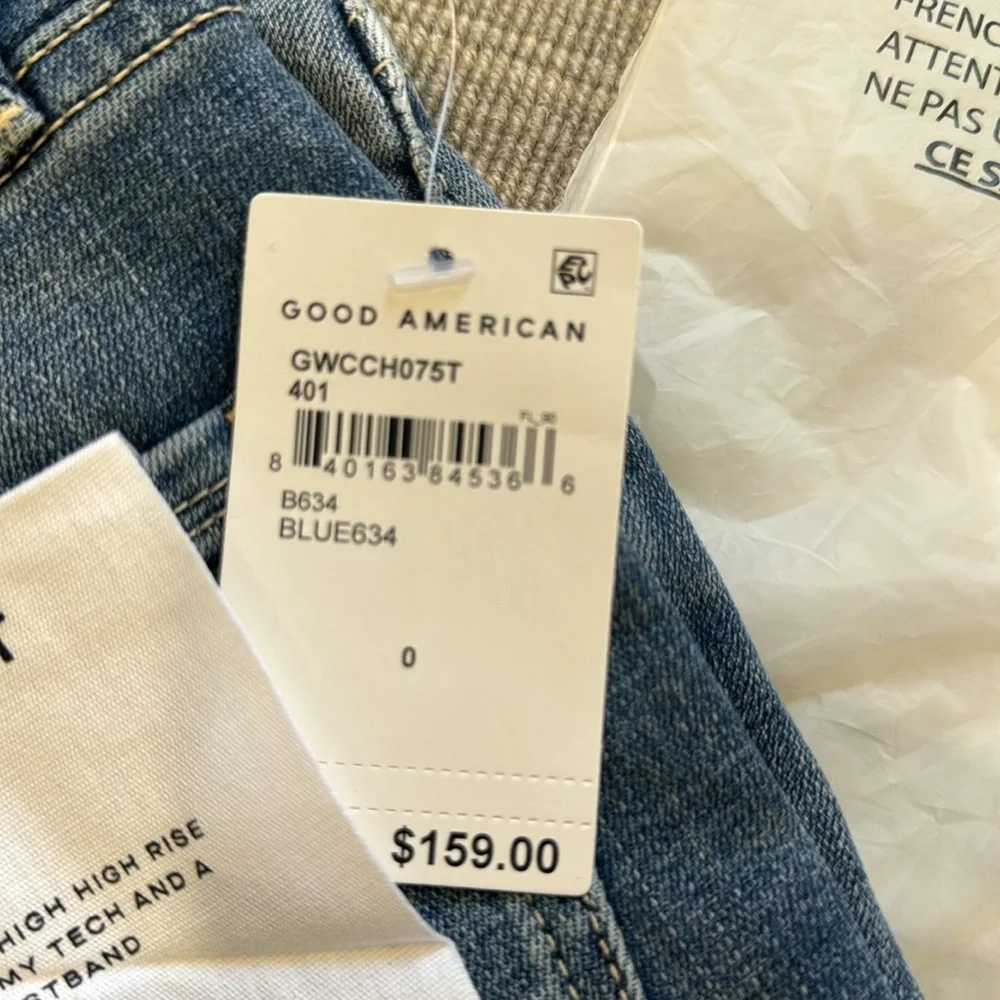 FRENC
ATTENT
NE PAS
CE S
GOOD AMERICAN
GWCCH075T
401
8 40163 84536 6
B634
BLUE634
0
$159.00
T
HIGH HIGH RISE
MY TECH AND A
STBAND